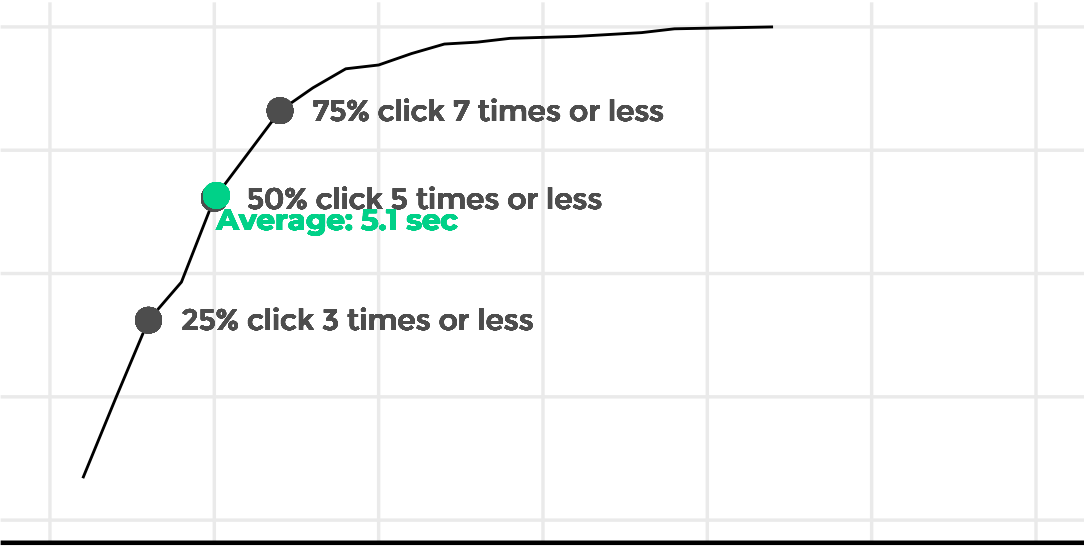 75% click 7 times or less
50% click 5 times or less
Average: 5.1 sec
25% click 3 times or less